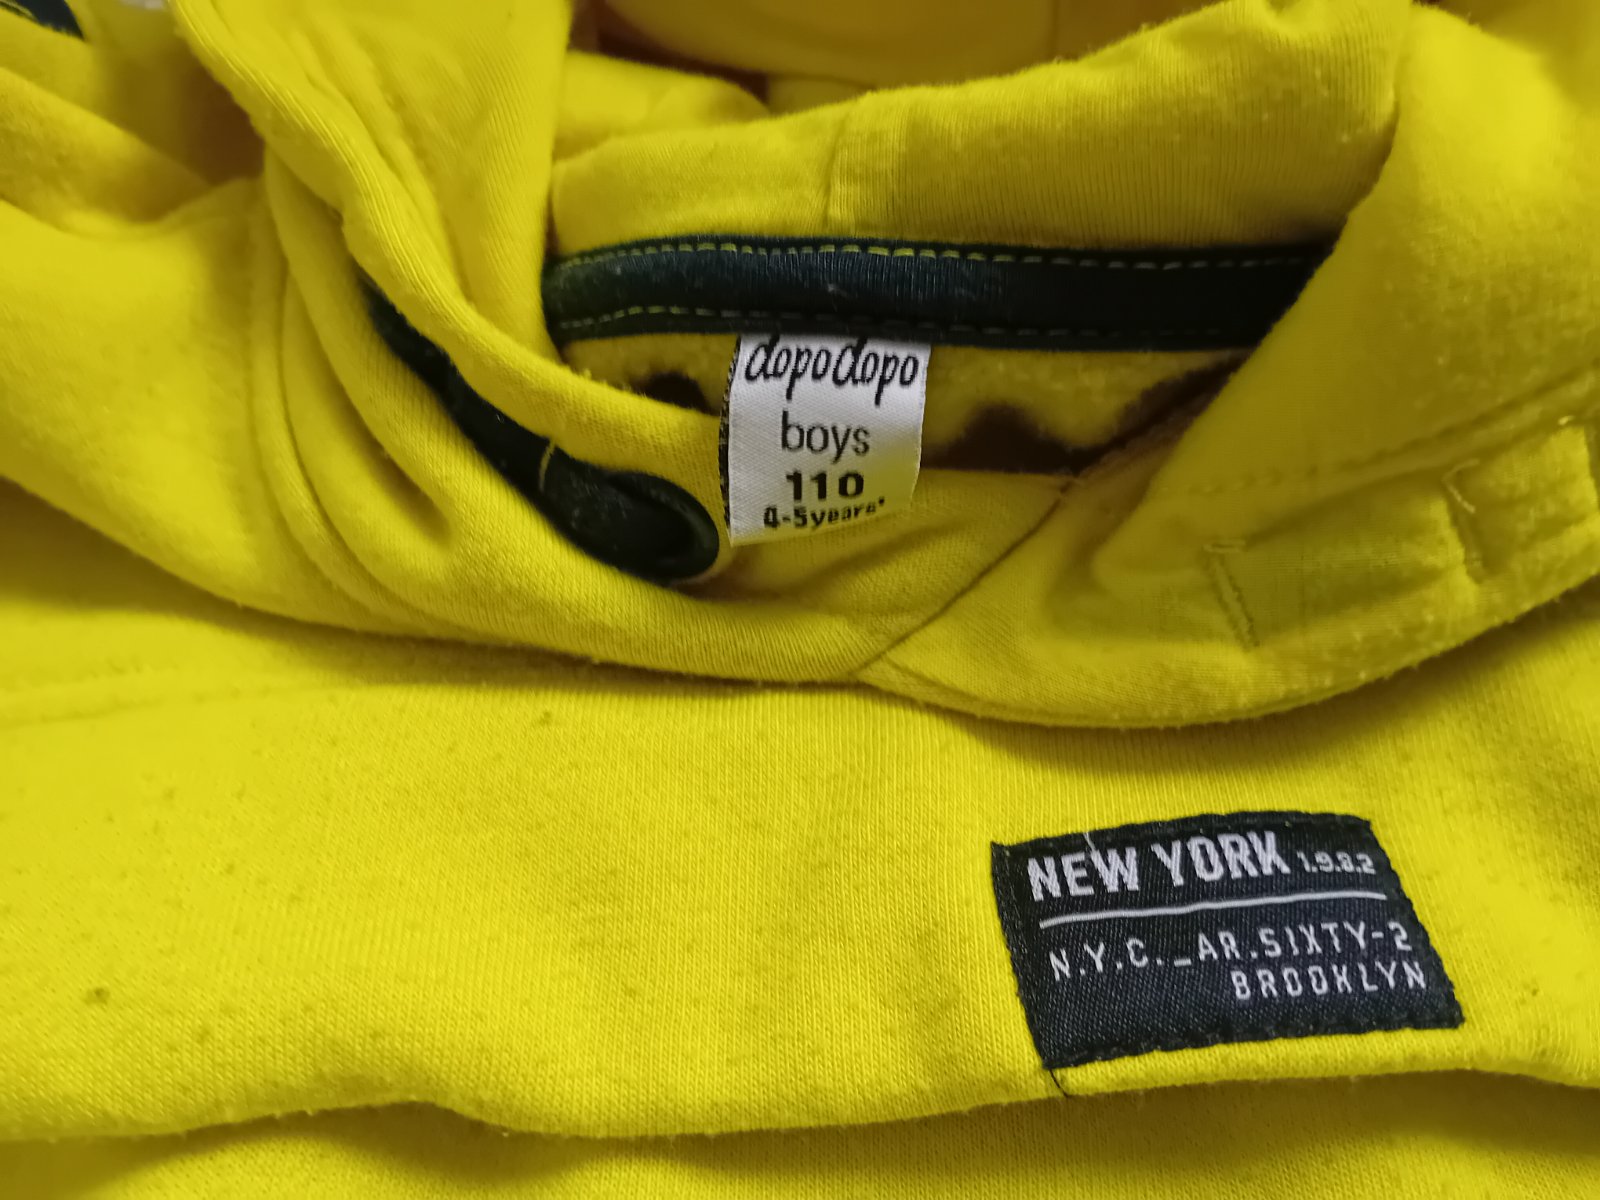 dopodopo
boys
110
4-5years'
NEW YORK 1.9.8.2
N.Y.C._AR.SIXTY-2
BROOKLYN